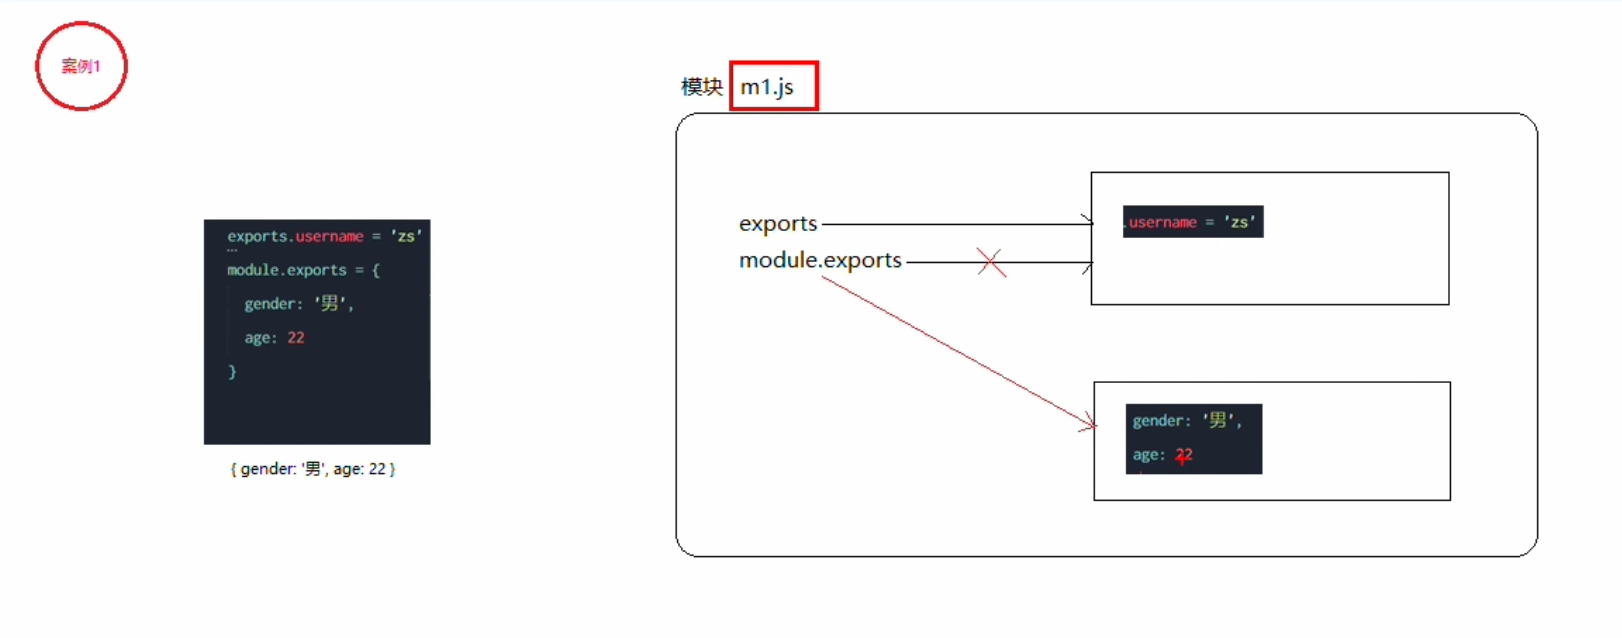 案例1
模块 m1.js
exports.username = 'zs'
module.exports = {
gender: '男',
age: 22
}
{ gender: '男', age: 22 }
exports
module.exports
.username = 'zs'
gender: '男',
age: 22